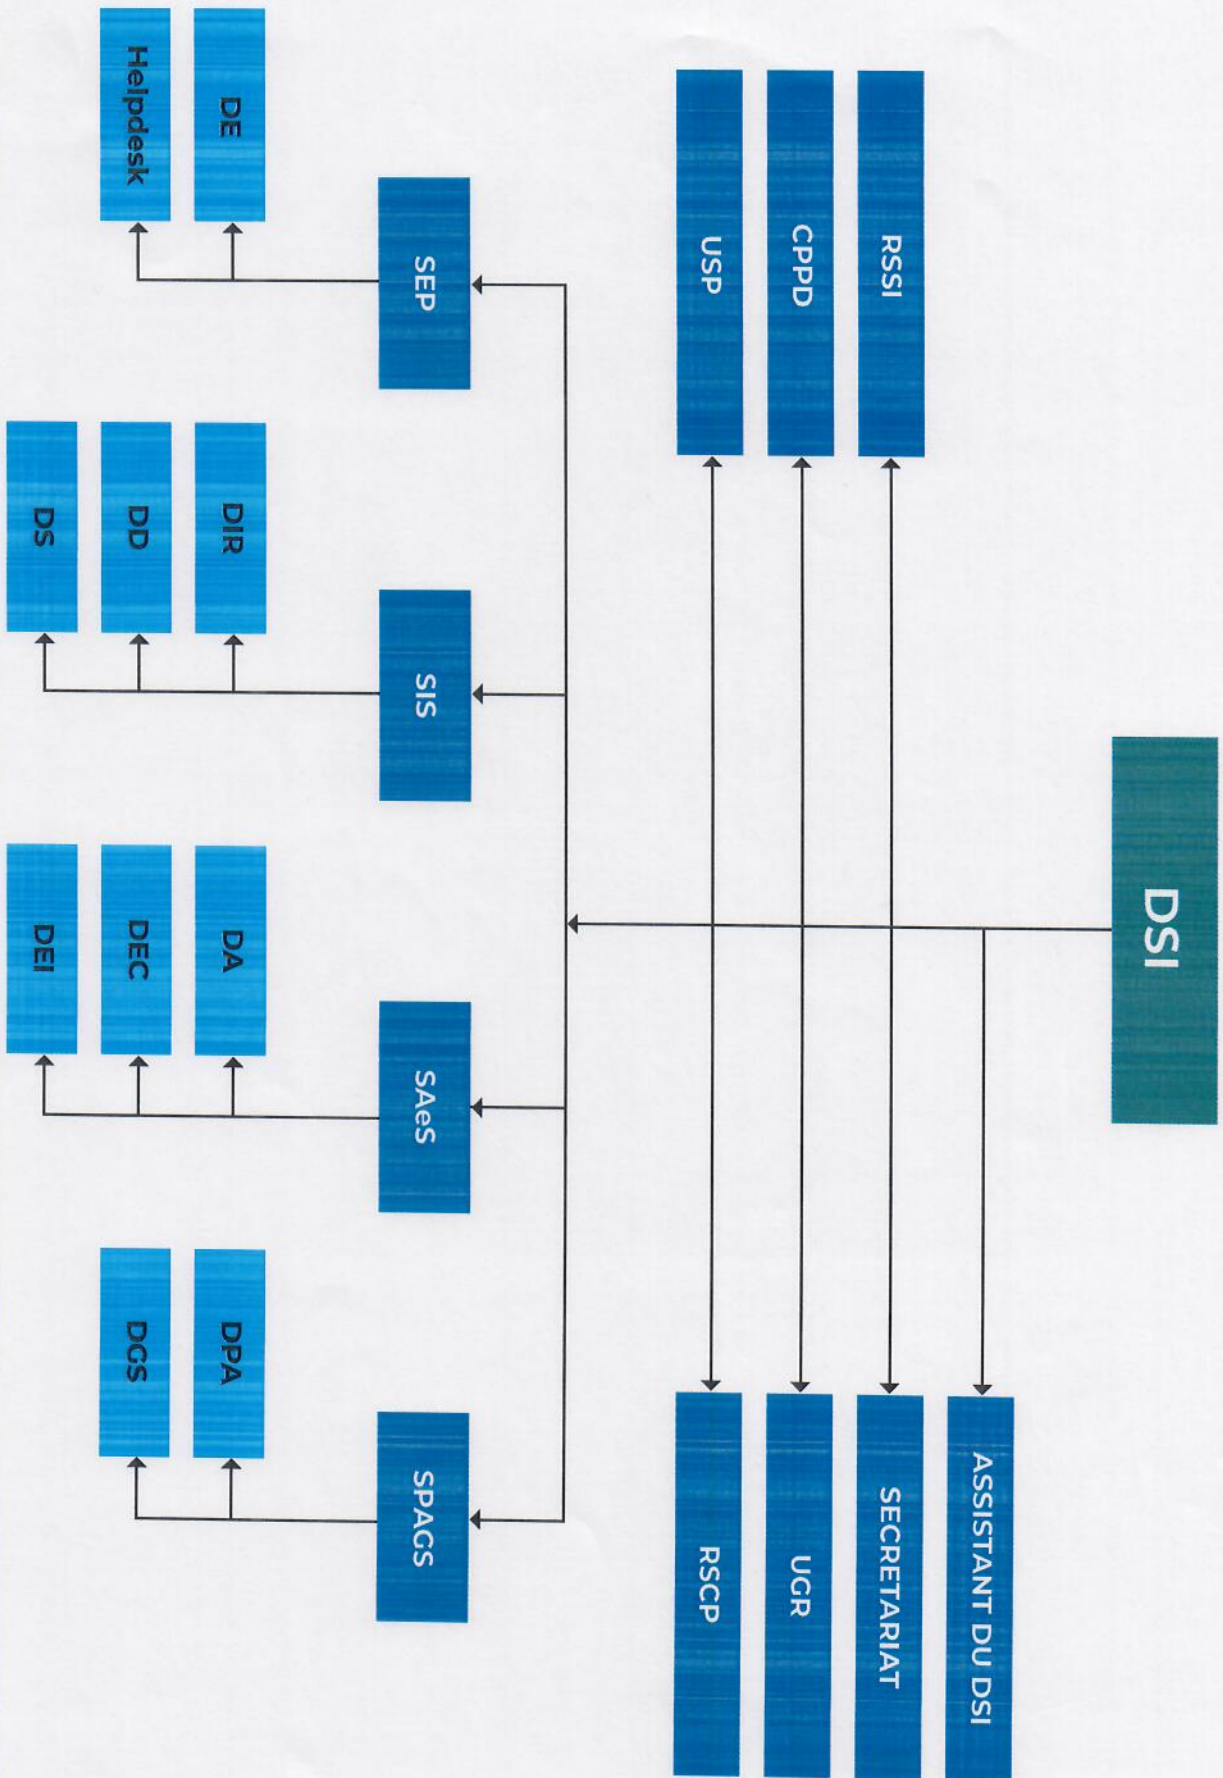 DSI
ASSISTANT DU DSI
RSSI
SECRETARIAT
CPPD
UGR
USP
RSCP
SEP
SIS
SAeS
SPAGS
DE
Helpdesk
DIR
DD
DS
DA
DEC
DEI
DPA
DGS